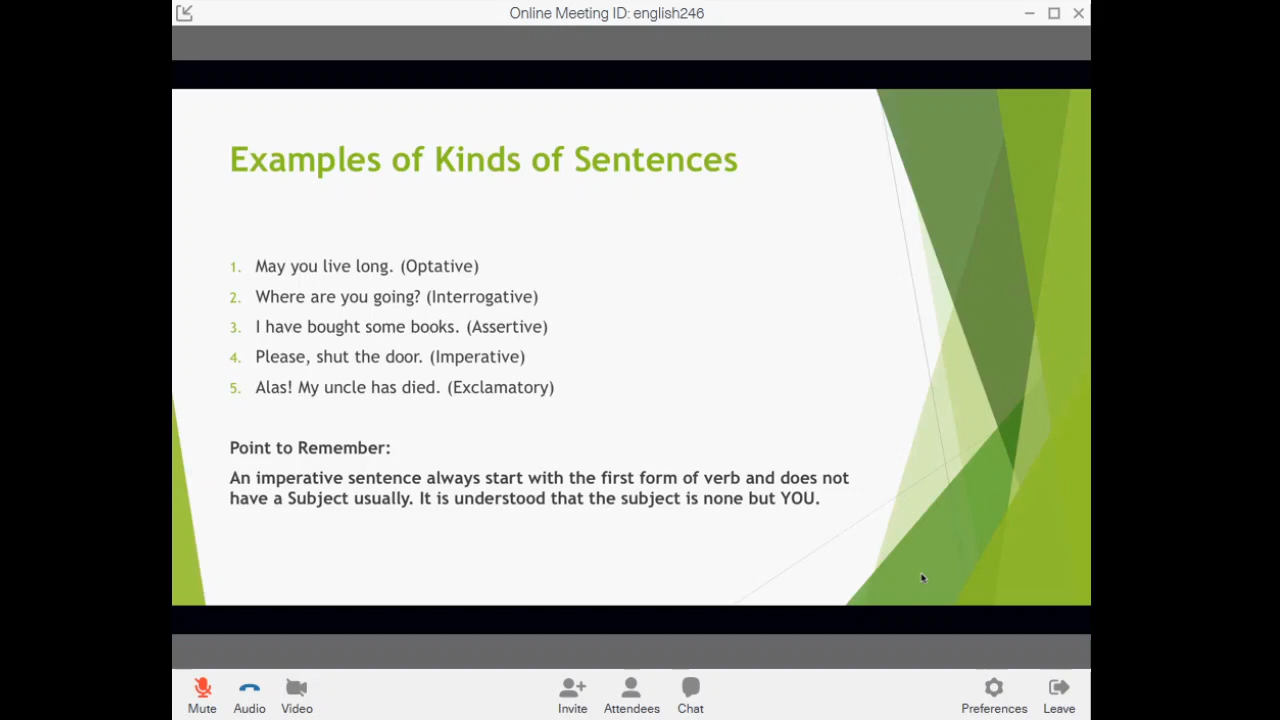 Online Meeting ID: english246
Examples of Kinds of Sentences
1. May you live long. (Optative)
2. Where are you going? (Interrogative)
3. I have bought some books. (Assertive)
4. Please, shut the door. (Imperative)
5. Alas! My uncle has died. (Exclamatory)
Point to Remember:
An imperative sentence always start with the first form of verb and does not
have a Subject usually. It is understood that the subject is none but YOU.
Mute Audio Video Invite Attendees Chat Preferences Leave